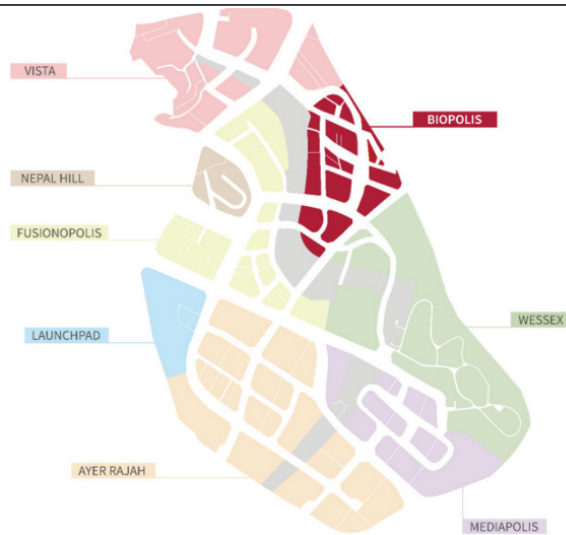 VISTA
BIOPOLIS
NEPAL HILL
FUSIONOPOLIS
WESSEX
LAUNCHPAD
AYER RAJAH
MEDIAPOLIS